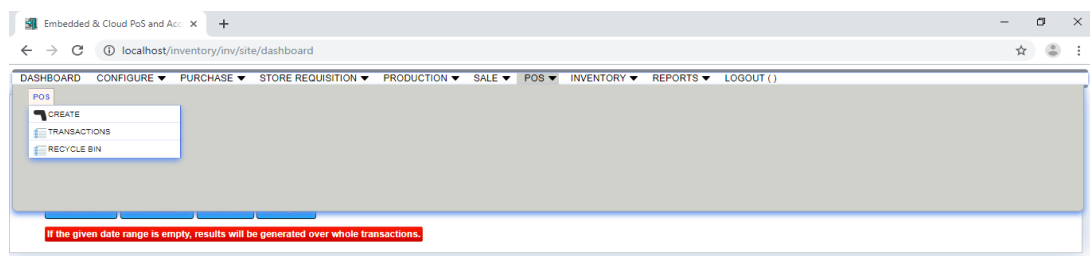 Embedded & Cloud PoS and Acc
localhost/inventory/inv/site/dashboard
DASHBOARD CONFIGURE PURCHASE STORE REQUISITION PRODUCTION SALE POS INVENTORY REPORTS LOGOUT ( )
POS
CREATE
TRANSACTIONS
RECYCLE BIN
If the given date range is empty, results will be generated over whole transactions.